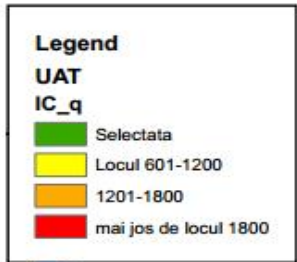 Legend
UAT
IC_q
Selectata
Locul 601-1200
1201-1800
mai jos de locul 1800